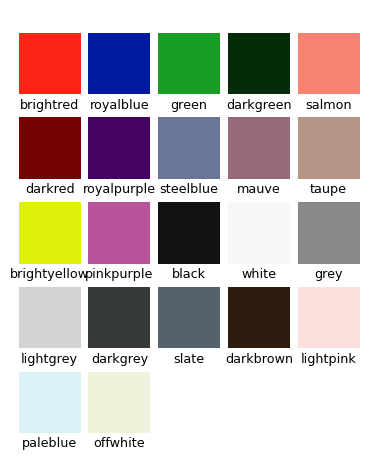 brightred royalblue green darkgreen salmon
darkred royalpurple steelblue mauve taupe
brightyellow pinkpurple black white grey
lightgrey darkgrey slate darkbrown lightpink
paleblue offwhite